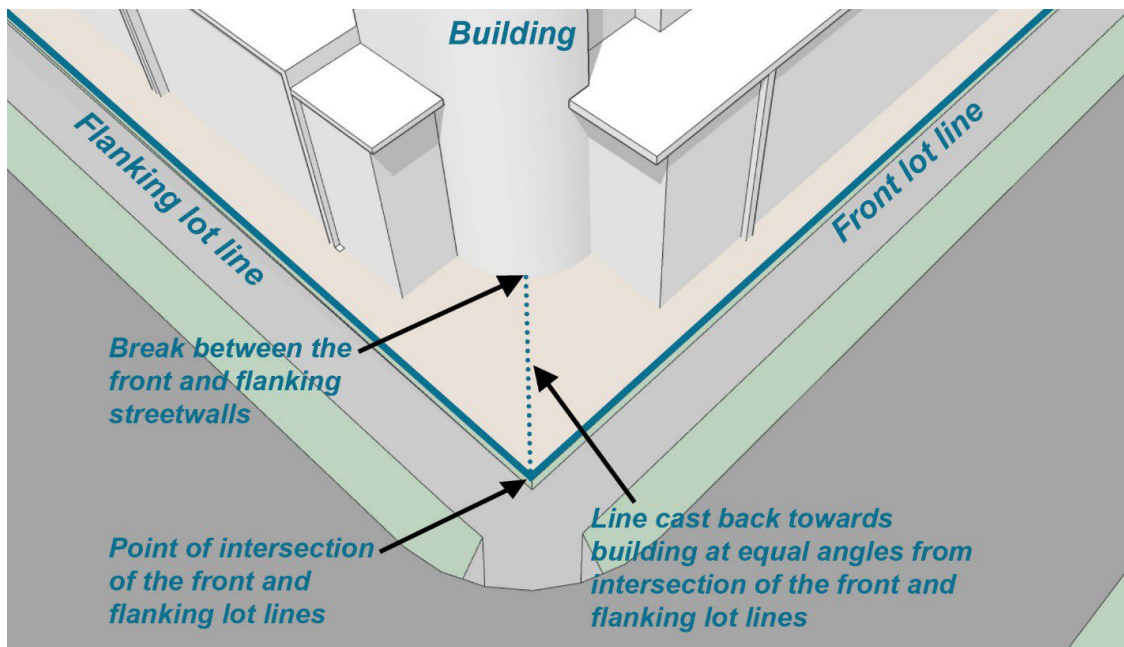 Building
Flanking lot line
Front lot line
Break between the
front and flanking
streetwalls
Point of intersection
of the front and
flanking lot lines
Line cast back towards
building at equal angles from
intersection of the front and
flanking lot lines